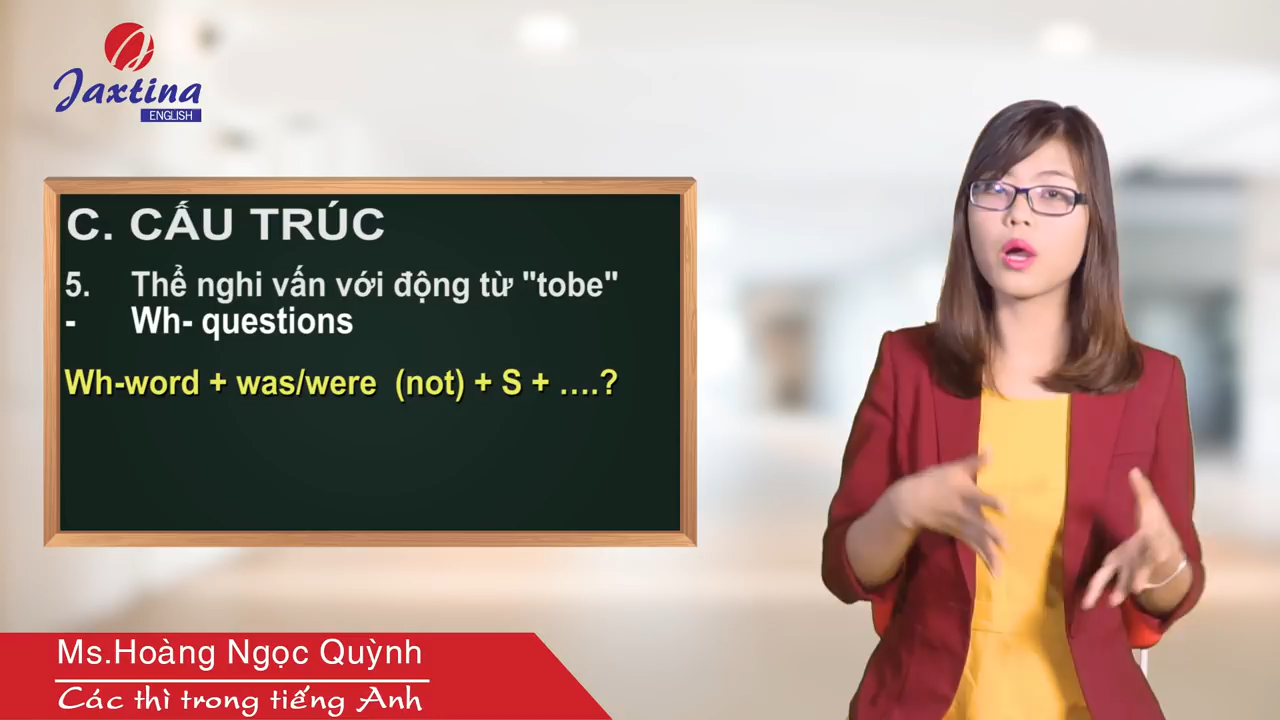 Jaxtina
ENGLISH
C. CẤU TRÚC
5. Thể nghi vấn với động từ "tobe"
- Wh- questions
Wh-word + was/were (not) + S + ....?
Ms.Hoàng Ngọc Quỳnh
Các thì trong tiếng Anh